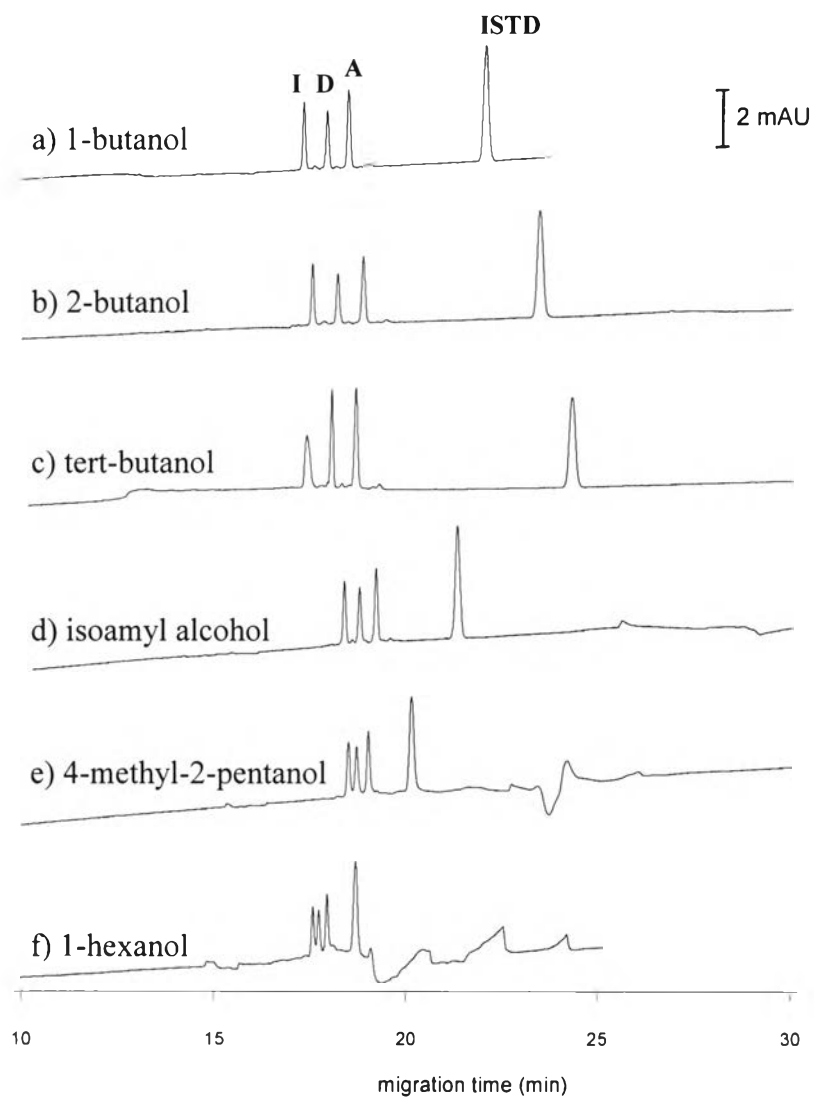 ISTD
I D A
2 mAU
a) 1-butanol
b) 2-butanol
c) tert-butanol
d) isoamyl alcohol
e) 4-methyl-2-pentanol
f) 1-hexanol
10 15 20 25 30
migration time (min)